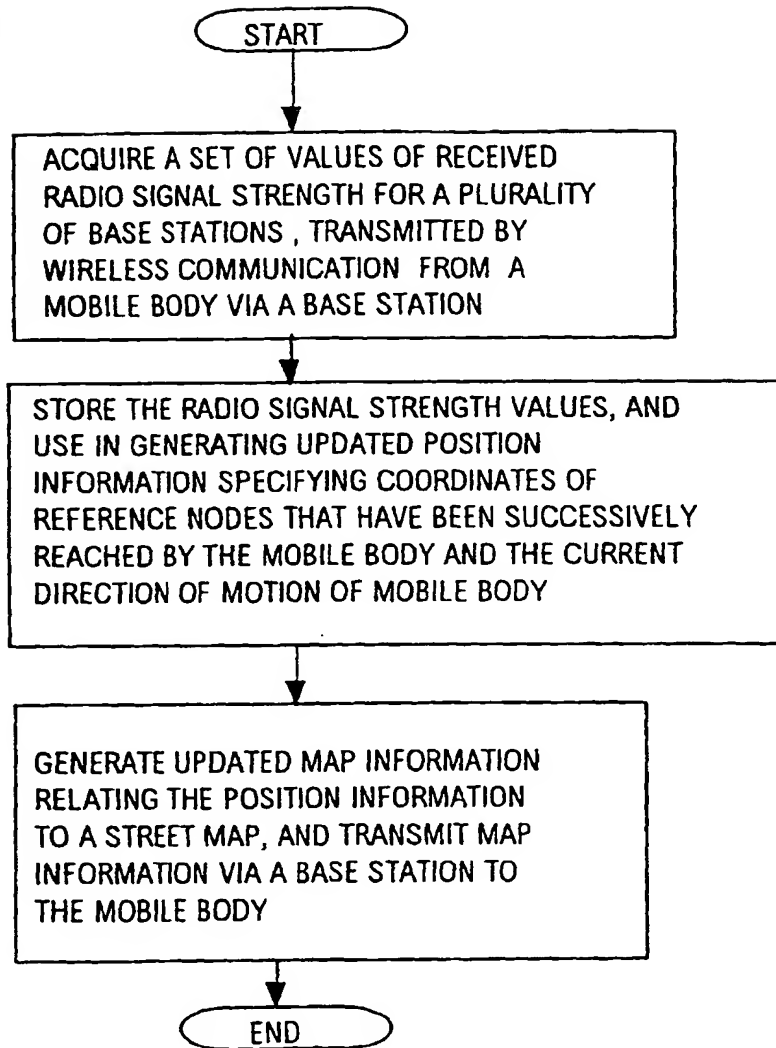 START
ACQUIRE A SET OF VALUES OF RECEIVED
RADIO SIGNAL STRENGTH FOR A PLURALITY
OF BASE STATIONS , TRANSMITTED BY
WIRELESS COMMUNICATION FROM A
MOBILE BODY VIA A BASE STATION
STORE THE RADIO SIGNAL STRENGTH VALUES, AND
USE IN GENERATING UPDATED POSITION
INFORMATION SPECIFYING COORDINATES OF
REFERENCE NODES THAT HAVE BEEN SUCCESSIVELY
REACHED BY THE MOBILE BODY AND THE CURRENT
DIRECTION OF MOTION OF MOBILE BODY
GENERATE UPDATED MAP INFORMATION
RELATING THE POSITION INFORMATION
TO A STREET MAP, AND TRANSMIT MAP
INFORMATION VIA A BASE STATION TO
THE MOBILE BODY
END